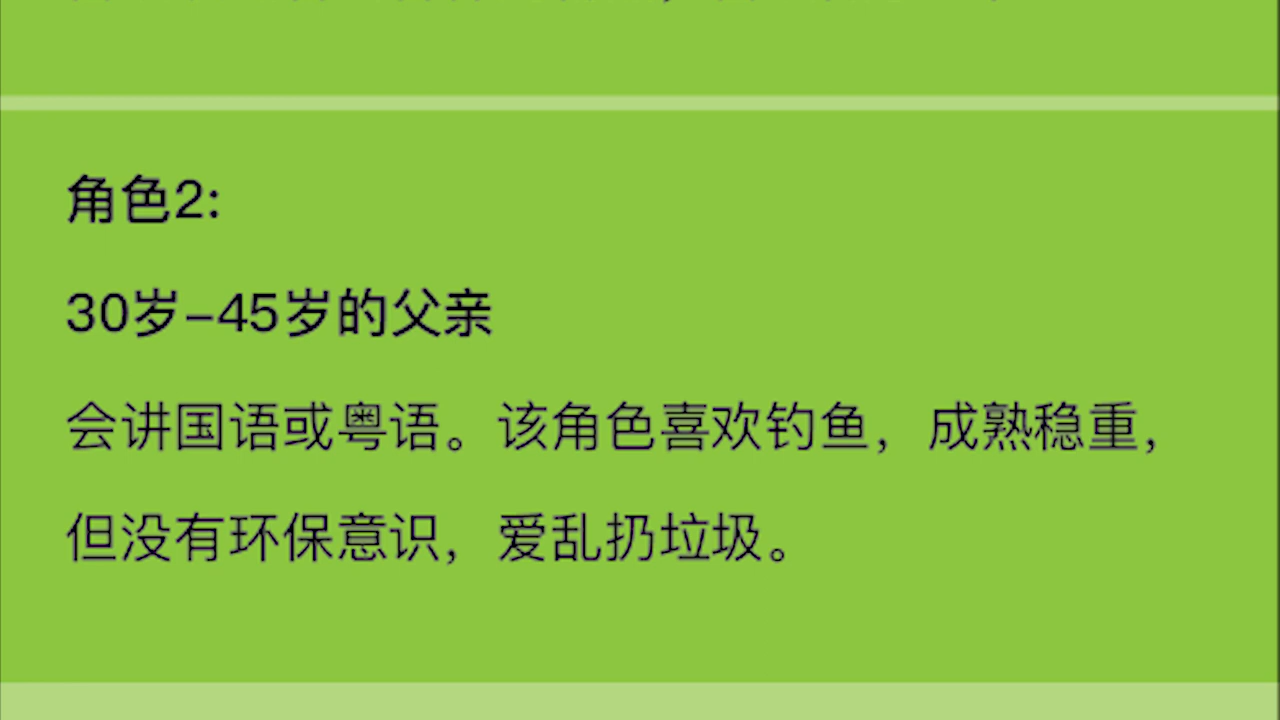 角色2:
30岁–45岁的父亲
会讲国语或粤语。该角色喜欢钓鱼，成熟稳重，
但没有环保意识，爱乱扔垃圾。